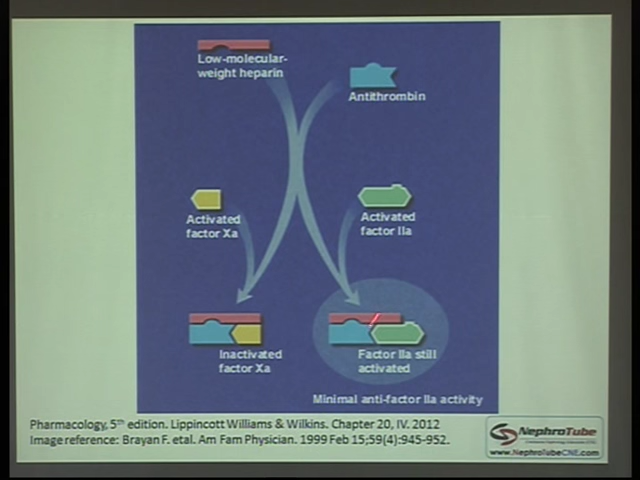 Low-molecular-
weight heparin
Antithrombin
Activated
factor Xa
Activated
factor IIa
Inactivated
factor Xa
Factor IIa still
activated
Minimal anti-factor IIa activity
Pharmacology, 5th edition. Lippincott Williams & Wilkins. Chapter 20, IV. 2012
Image reference: Brayan F. etal. Am Fam Physician. 1999 Feb 15;59(4):945-952.
NephroTube
www.NephroTubeCNE.com